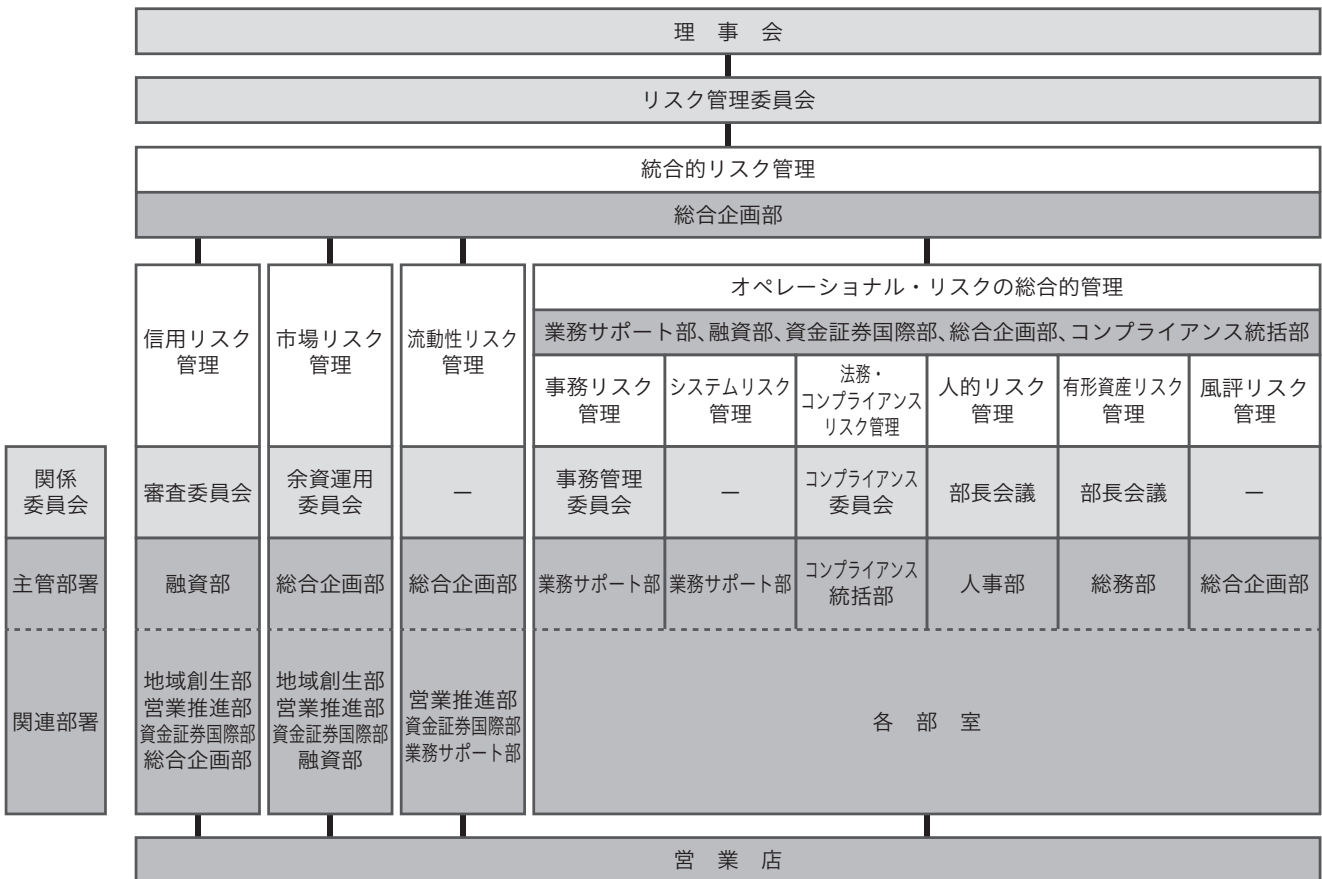 理　事　会
リスク管理委員会
統合的リスク管理
総合企画部
信用リスク
管理
市場リスク
管理
流動性リスク
管理
オペレーショナル・リスクの総合的管理
業務サポート部、融資部、資金証券国際部、総合企画部、コンプライアンス統括部
事務リスク
管理
システムリスク
管理
法務・
コンプライアンス
リスク管理
人的リスク
管理
有形資産リスク
管理
風評リスク
管理
関係
委員会
審査委員会
余資運用
委員会
―
事務管理
委員会
―
コンプライアンス
委員会
部長会議
部長会議
―
主管部署
融資部
総合企画部
総合企画部
業務サポート部
業務サポート部
コンプライアンス
統括部
人事部
総務部
総合企画部
関連部署
地域創生部
営業推進部
資金証券国際部
総合企画部
地域創生部
営業推進部
資金証券国際部
融資部
営業推進部
資金証券国際部
業務サポート部
各　部　室
営　業　店